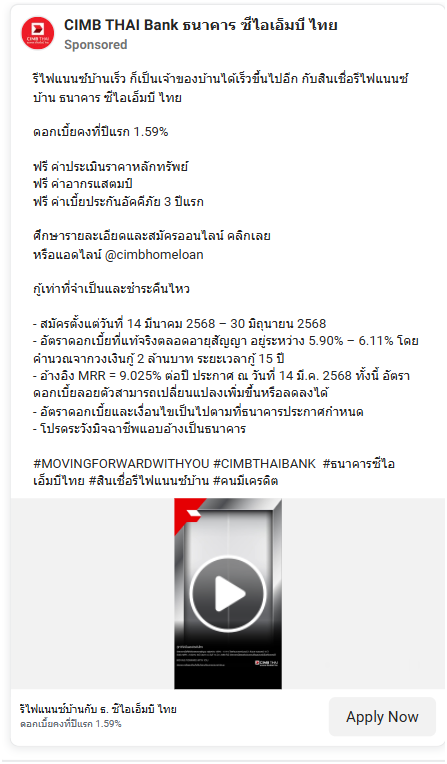 CIMB THAI Bank ธนาคาร ซีไอเอ็มบี ไทย
Sponsored
รีไฟแนนซ์บ้านเร็ว ก็เป็นเจ้าของบ้านได้เร็วขึ้นไปอีก กับสินเชื่อรีไฟแนนซ์
บ้าน ธนาคาร ซีไอเอ็มบี ไทย
ดอกเบี้ยคงที่ปีแรก 1.59%
ฟรี ค่าประเมินราคาหลักทรัพย์
ฟรี ค่าอากรแสตมป์
ฟรี ค่าเบี้ยประกันอัคคีภัย 3 ปีแรก
ศึกษารายละเอียดและสมัครออนไลน์ คลิกเลย
หรือแอดไลน์ @cimbhomeloan
กู้เท่าที่จำเป็นและชำระคืนไหว
- สมัครตั้งแต่วันที่ 14 มีนาคม 2568 – 30 มิถุนายน 2568
- อัตราดอกเบี้ยที่แท้จริงตลอดอายุสัญญา อยู่ระหว่าง 5.90% – 6.11% โดย
คำนวณจากวงเงินกู้ 2 ล้านบาท ระยะเวลากู้ 15 ปี
- อ้างอิง MRR = 9.025% ต่อปี ประกาศ ณ วันที่ 14 มี.ค. 2568 ทั้งนี้ อัตรา
ดอกเบี้ยลอยตัวสามารถเปลี่ยนแปลงเพิ่มขึ้นหรือลดลงได้
- อัตราดอกเบี้ยและเงื่อนไขเป็นไปตามที่ธนาคารประกาศกำหนด
- โปรดระวังมิจฉาชีพแอบอ้างเป็นธนาคาร
#MOVINGFORWARDWITHYOU #CIMBTHAIBANK #ธนาคารซีไอ
เอ็มบีไทย #สินเชื่อรีไฟแนนซ์บ้าน #คนมีเครดิต
CIMB THAI
รีไฟแนนซ์บ้านกับ ธ. ซีไอเอ็มบี ไทย
ดอกเบี้ยคงที่ปีแรก 1.59%
Apply Now